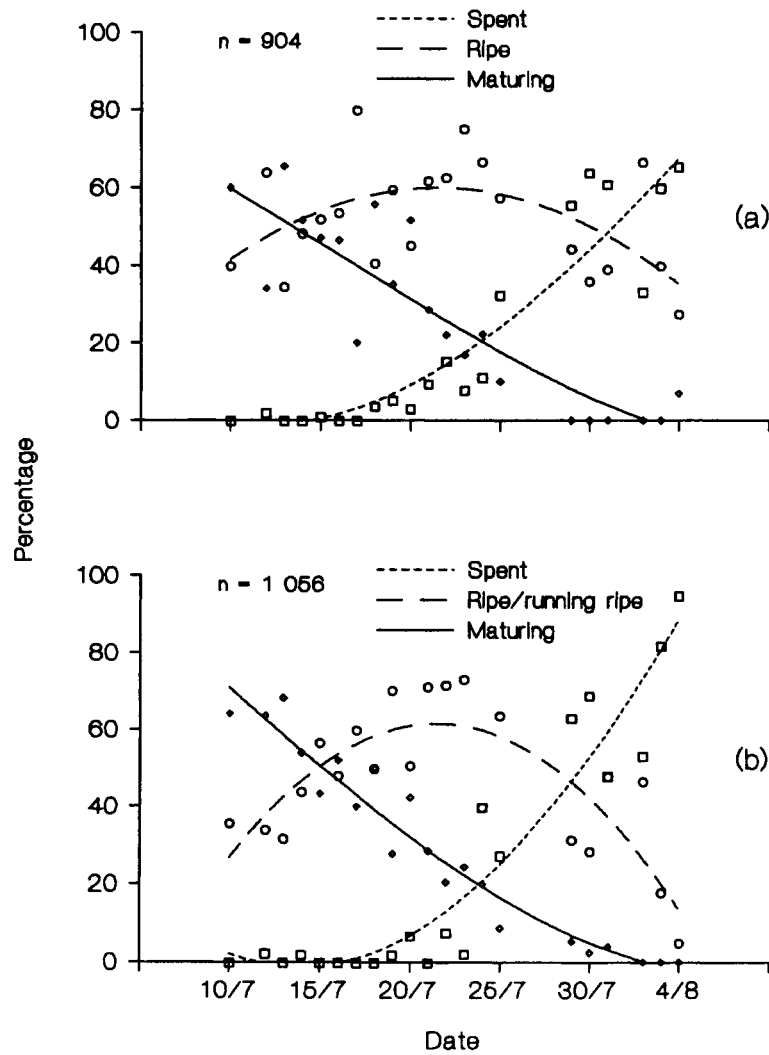 Spent
Ripe
Maturing
n = 904
100
80
60
40
20
0
(a)
Percentage
Spent
Ripe/running ripe
Maturing
n = 1 056
100
80
60
40
20
0
(b)
10/7 15/7 20/7 25/7 30/7 4/8
Date